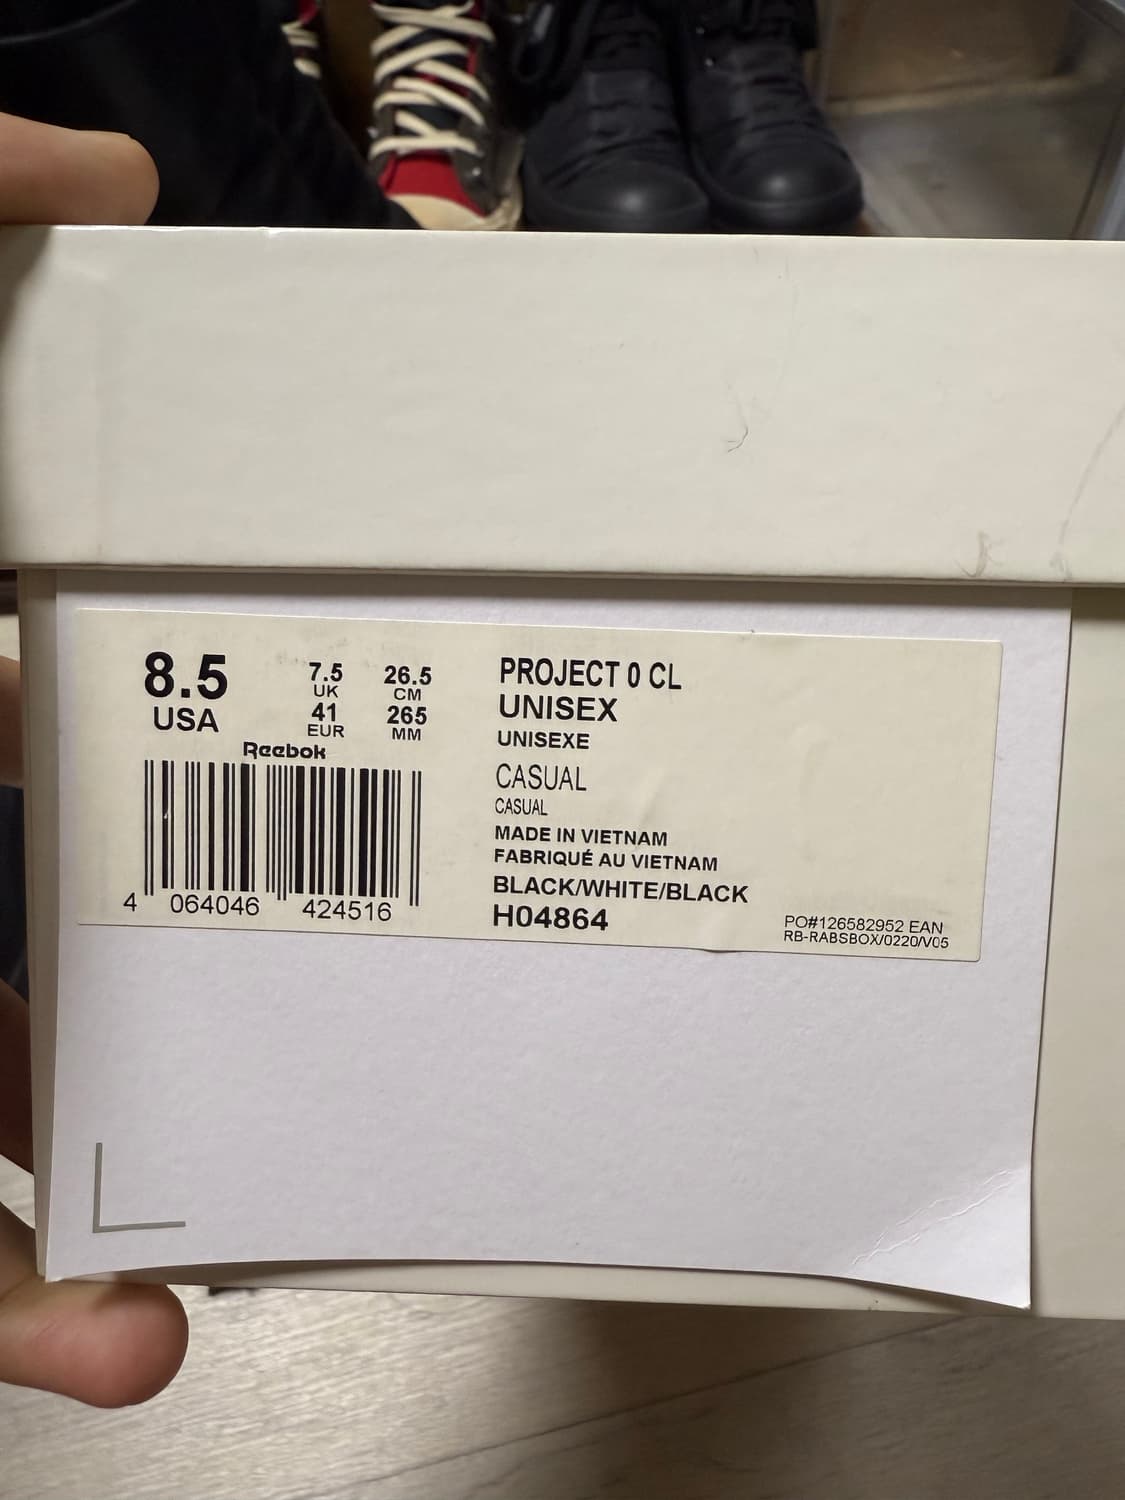 8.5
USA
7.5
UK
41
EUR
26.5
CM
265
MM
Reebok
4 064046 424516
PROJECT 0 CL
UNISEX
UNISEXE
CASUAL
CASUAL
MADE IN VIETNAM
FABRIQUÉ AU VIETNAM
BLACK/WHITE/BLACK
H04864
PO#126582952 EAN
RB-RABSBOX/0220/V05